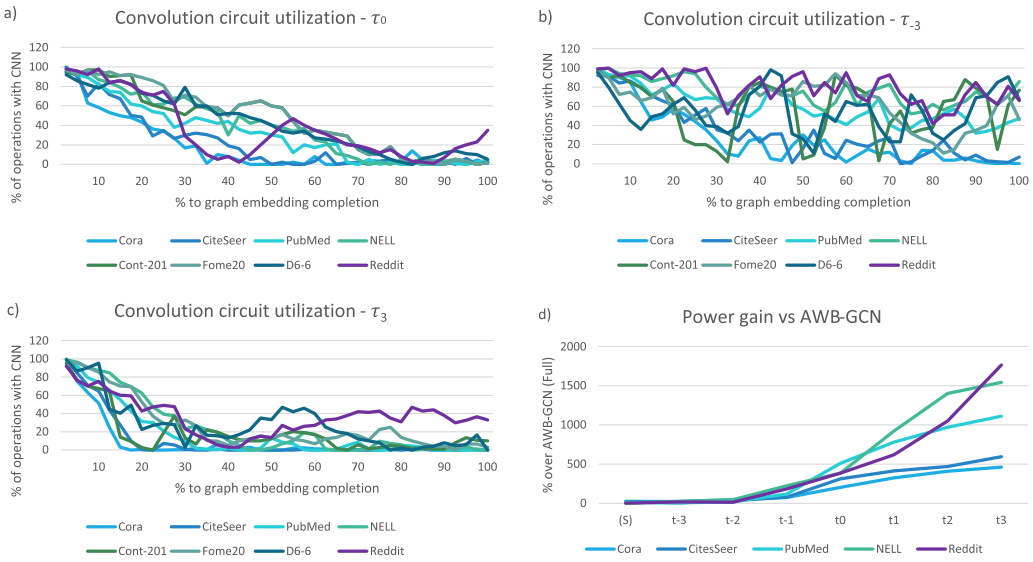 a)
Convolution circuit utilization - τ0
% of operations with CNN
120
100
80
60
40
20
0
10 20 30 40 50 60 70 80 90 100
% to graph embedding completion
Cora CiteSeer PubMed NELL
Cont-201 Fome20 D6-6 Reddit
b)
Convolution circuit utilization - τ-3
% of operations with CNN
120
100
80
60
40
20
0
10 20 30 40 50 60 70 80 90 100
% to graph embedding completion
Cora CiteSeer PubMed NELL
Cont-201 Fome20 D6-6 Reddit
c)
Convolution circuit utilization - τ3
% of operations with CNN
120
100
80
60
40
20
0
10 20 30 40 50 60 70 80 90 100
% to graph embedding completion
Cora CiteSeer PubMed NELL
Cont-201 Fome20 D6-6 Reddit
d)
Power gain vs AWB-GCN
% over AWB-GCN (Full)
2000
1500
1000
500
0
(S) t-3 t-2 t-1 t0 t1 t2 t3
Cora CitesSeer PubMed NELL Reddit